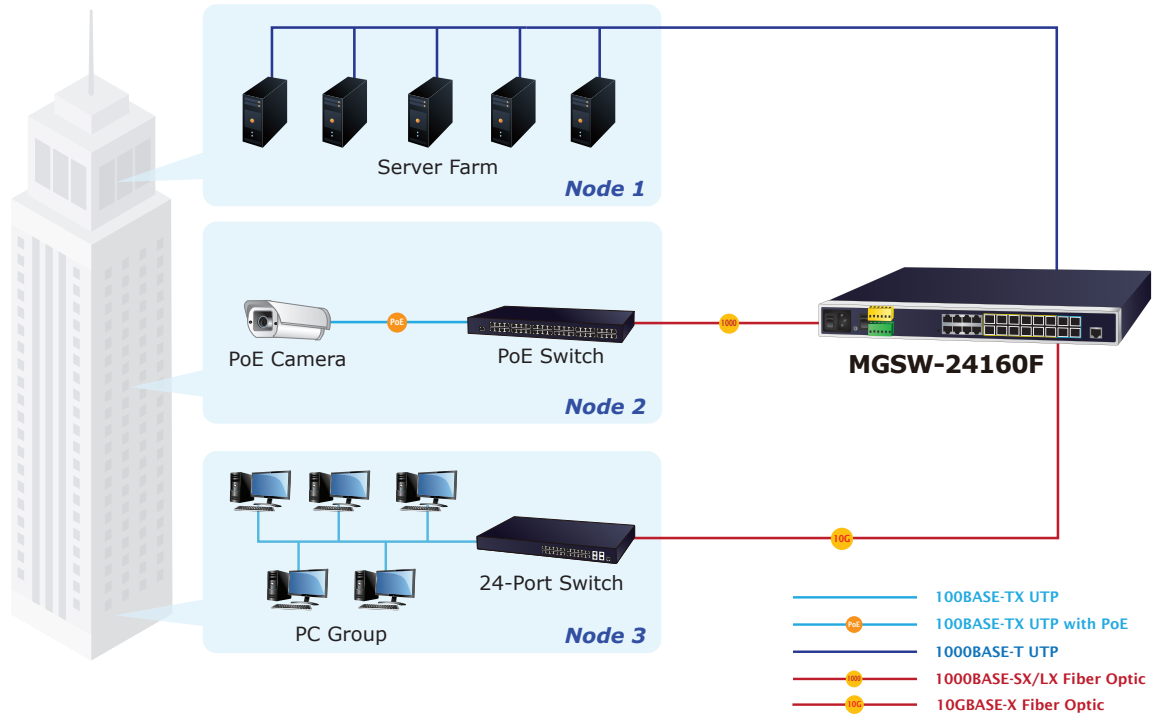 Server Farm
Node 1
PoE
1000
PoE Camera
PoE Switch
MGSW-24160F
Node 2
10G
24-Port Switch
PC Group
Node 3
100BASE-TX UTP
PoE
100BASE-TX UTP with PoE
1000BASE-T UTP
1000
1000BASE-SX/LX Fiber Optic
10G
10GBASE-X Fiber Optic